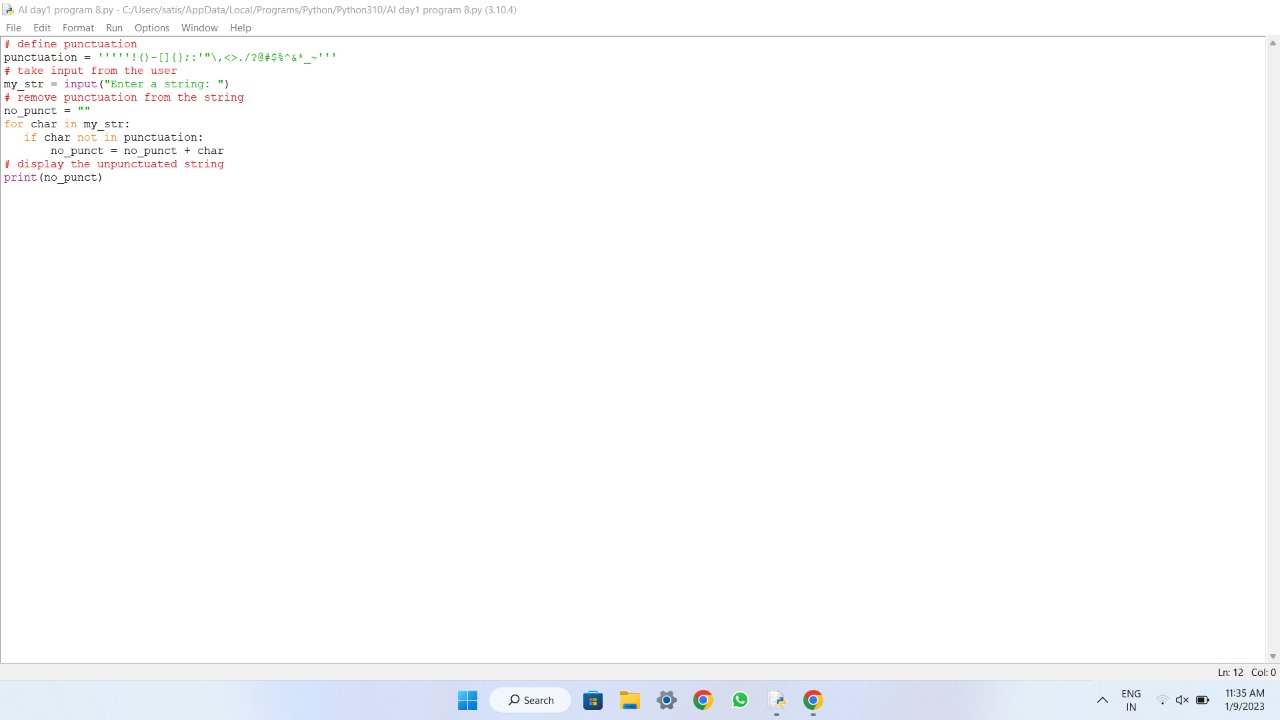 AI day1 program 8.py - C:/Users/satis/AppData/Local/Programs/Python/Python310/AI day1 program 8.py (3.10.4)
File Edit Format Run Options Window Help
# define punctuation
punctuation = '''''!()-[]{};:'"\,<>./?@#$%^&*_~'''
# take input from the user
my_str = input("Enter a string: ")
# remove punctuation from the string
no_punct = ""
for char in my_str:
   if char not in punctuation:
       no_punct = no_punct + char
# display the unpunctuated string
print(no_punct)
Ln: 12 Col: 0
Search
ENG
IN
11:35 AM
1/9/2023